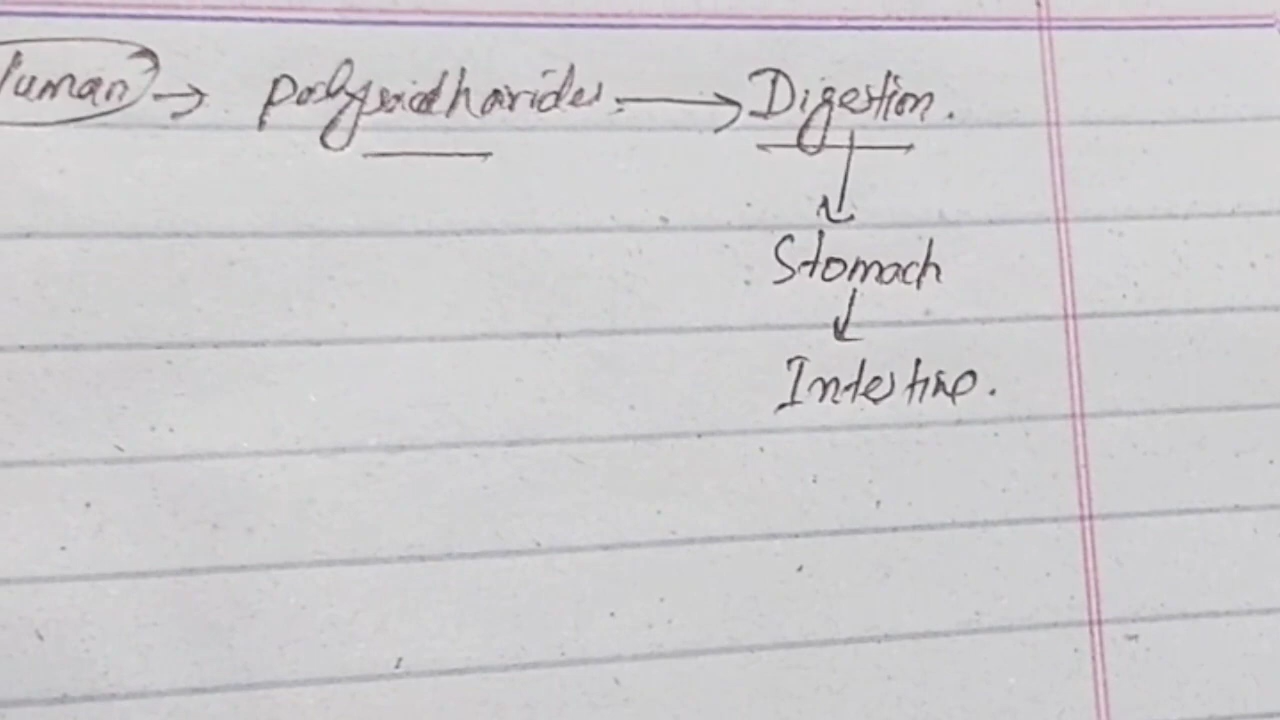 Human → polysaccharides. → Digestion.
↓
Stomach
↓
Intestine.